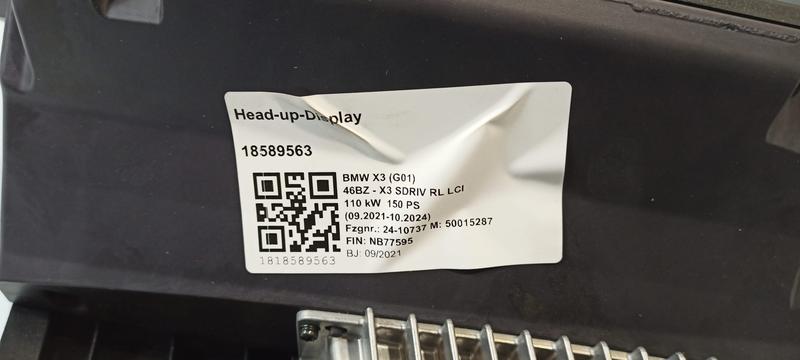 Head-up-Display
18589563
BMW X3 (G01)
46BZ - X3 SDRIV RL LCI
110 kW 150 PS
(09.2021-10.2024)
Fzgnr.: 24-10737 M: 50015287
FIN: NB77595
BJ: 09/2021
1818589563